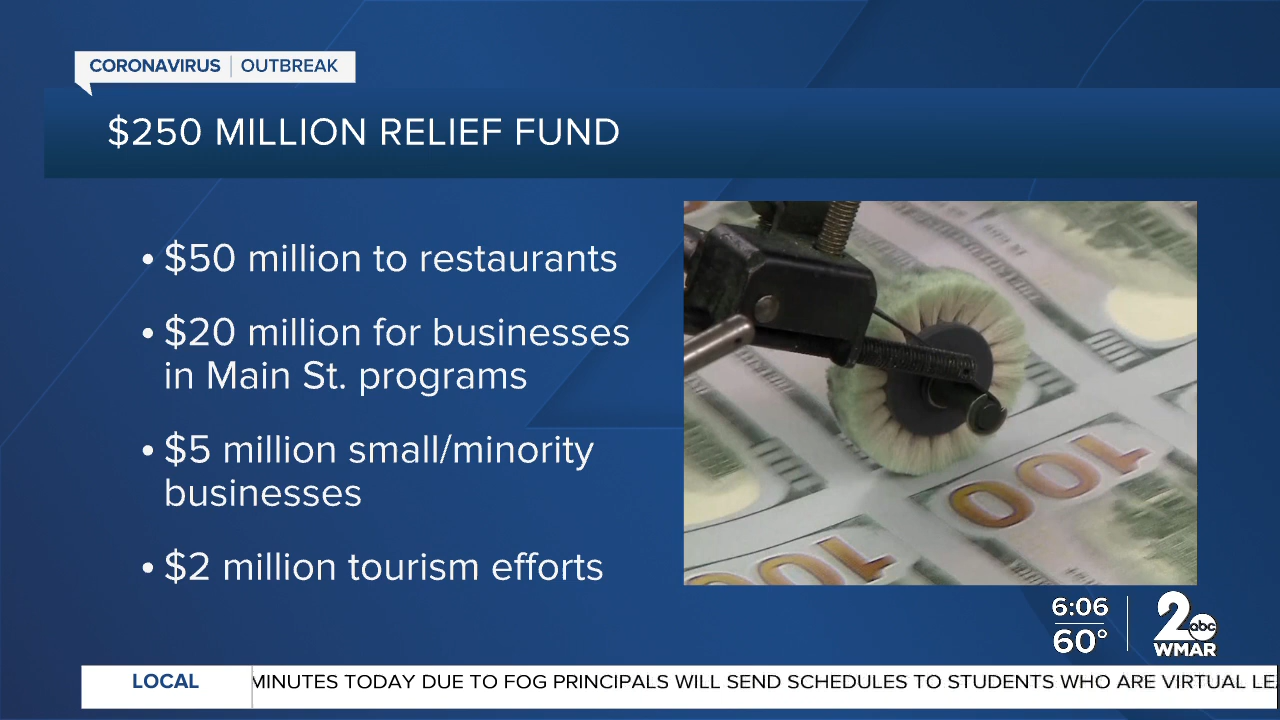 CORONAVIRUS | OUTBREAK
$250 MILLION RELIEF FUND
• $50 million to restaurants
• $20 million for businesses
in Main St. programs
• $5 million small/minority
businesses
• $2 million tourism efforts
100
100
6:06
60°
2 abc
WMAR
LOCAL
MINUTES TODAY DUE TO FOG PRINCIPALS WILL SEND SCHEDULES TO STUDENTS WHO ARE VIRTUAL